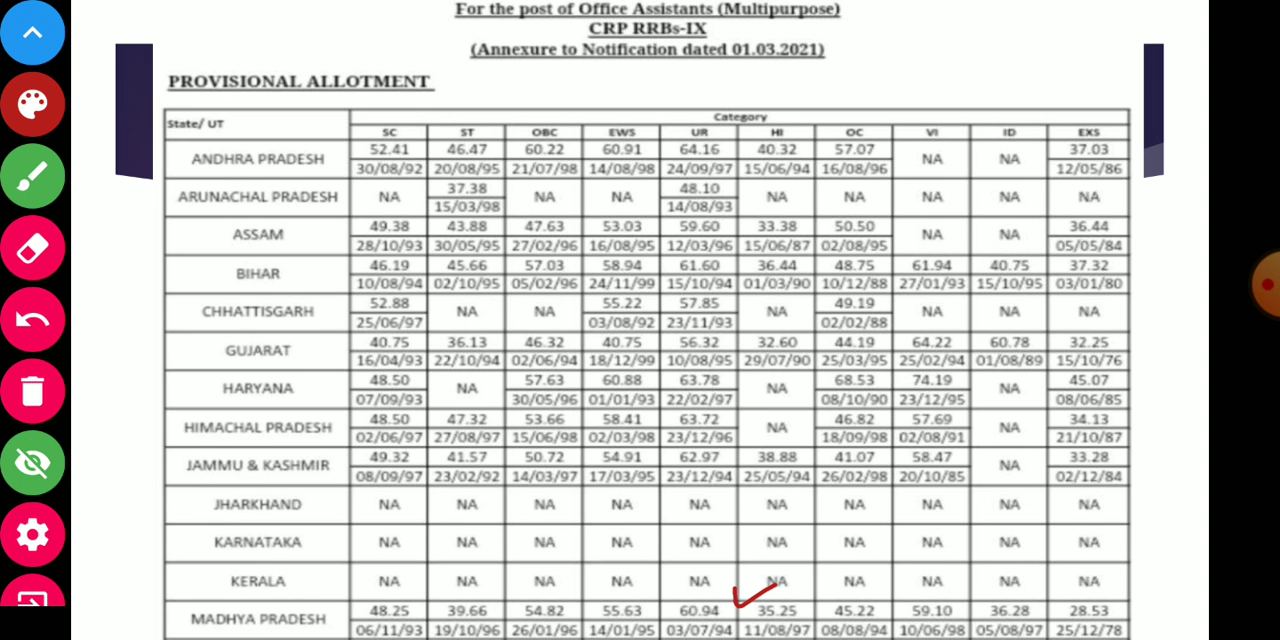 For the post of Office Assistants (Multipurpose)
CRP RRBs-IX
(Annexure to Notification dated 01.03.2021)
PROVISIONAL ALLOTMENT
State/ UT Category
SC ST OBC EWS UR HI OC VI ID EXS
ANDHRA PRADESH 52.41 46.47 60.22 60.91 64.16 40.32 57.07 NA NA 37.03
30/08/92 20/08/95 21/07/98 14/08/98 24/09/97 15/06/94 16/08/96 12/05/86
ARUNACHAL PRADESH NA 37.38 NA NA 48.10 NA NA NA NA NA
15/03/98 14/08/93
ASSAM 49.38 43.88 47.63 53.03 59.60 33.38 50.50 NA NA 36.44
28/10/93 30/05/95 27/02/96 16/08/95 12/03/96 15/06/87 02/08/95 05/05/84
BIHAR 46.19 45.66 57.03 58.94 61.60 36.44 48.75 61.94 40.75 37.32
10/08/94 02/10/95 05/02/96 24/11/99 15/10/94 01/03/90 10/12/88 27/01/93 15/10/95 03/01/80
CHHATTISGARH 52.88 NA NA 55.22 57.85 NA 49.19 NA NA NA
25/06/97 03/08/92 23/11/93 02/02/88
GUJARAT 40.75 36.13 46.32 40.75 56.32 32.60 44.19 64.22 60.78 32.25
16/04/93 22/10/94 02/06/94 18/12/99 10/08/95 29/07/90 25/03/95 25/02/94 01/08/89 15/10/76
HARYANA 48.50 NA 57.63 60.88 63.78 NA 68.53 74.19 NA 45.07
07/09/93 30/05/96 01/01/93 22/02/97 08/10/90 23/12/95 08/06/85
HIMACHAL PRADESH 48.50 47.32 53.66 58.41 63.72 NA 46.82 57.69 NA 34.13
02/06/97 27/08/97 15/06/98 02/03/98 23/12/96 18/09/98 02/08/91 21/10/87
JAMMU & KASHMIR 49.32 41.57 50.72 54.91 62.97 38.88 41.07 58.47 NA 33.28
08/09/97 23/02/92 14/03/97 17/03/95 23/12/94 25/05/94 26/02/98 20/10/85 02/12/84
JHARKHAND NA NA NA NA NA NA NA NA NA NA
KARNATAKA NA NA NA NA NA NA NA NA NA NA
KERALA NA NA NA NA NA NA NA NA NA NA
MADHYA PRADESH 48.25 39.66 54.82 55.63 60.94 35.25 45.22 59.10 36.28 28.53
06/11/93 19/10/96 26/01/96 14/01/95 03/07/94 11/08/97 08/08/94 10/06/98 05/08/97 25/12/78